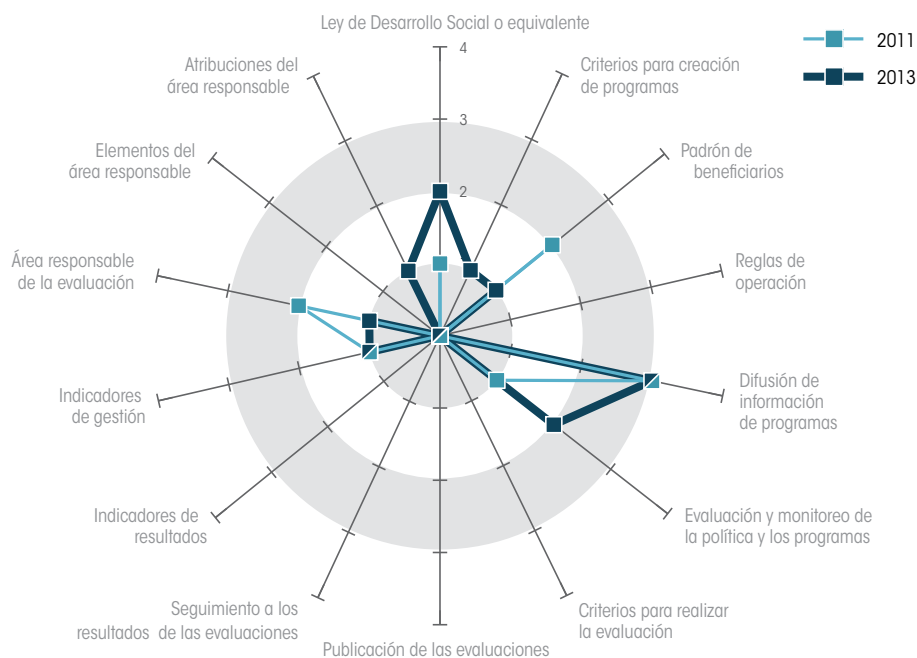 Ley de Desarrollo Social o equivalente
4
3
2
2011
2013
Criterios para creación
de programas
Padrón de
beneficiarios
Reglas de
operación
Difusión de
información
de programas
Evaluación y monitoreo de
la política y los programas
Criterios para realizar
la evaluación
Publicación de las evaluaciones
Seguimiento a los
resultados de las evaluaciones
Indicadores de
resultados
Indicadores
de gestión
Área responsable
de la evaluación
Elementos del
área responsable
Atribuciones del
área responsable